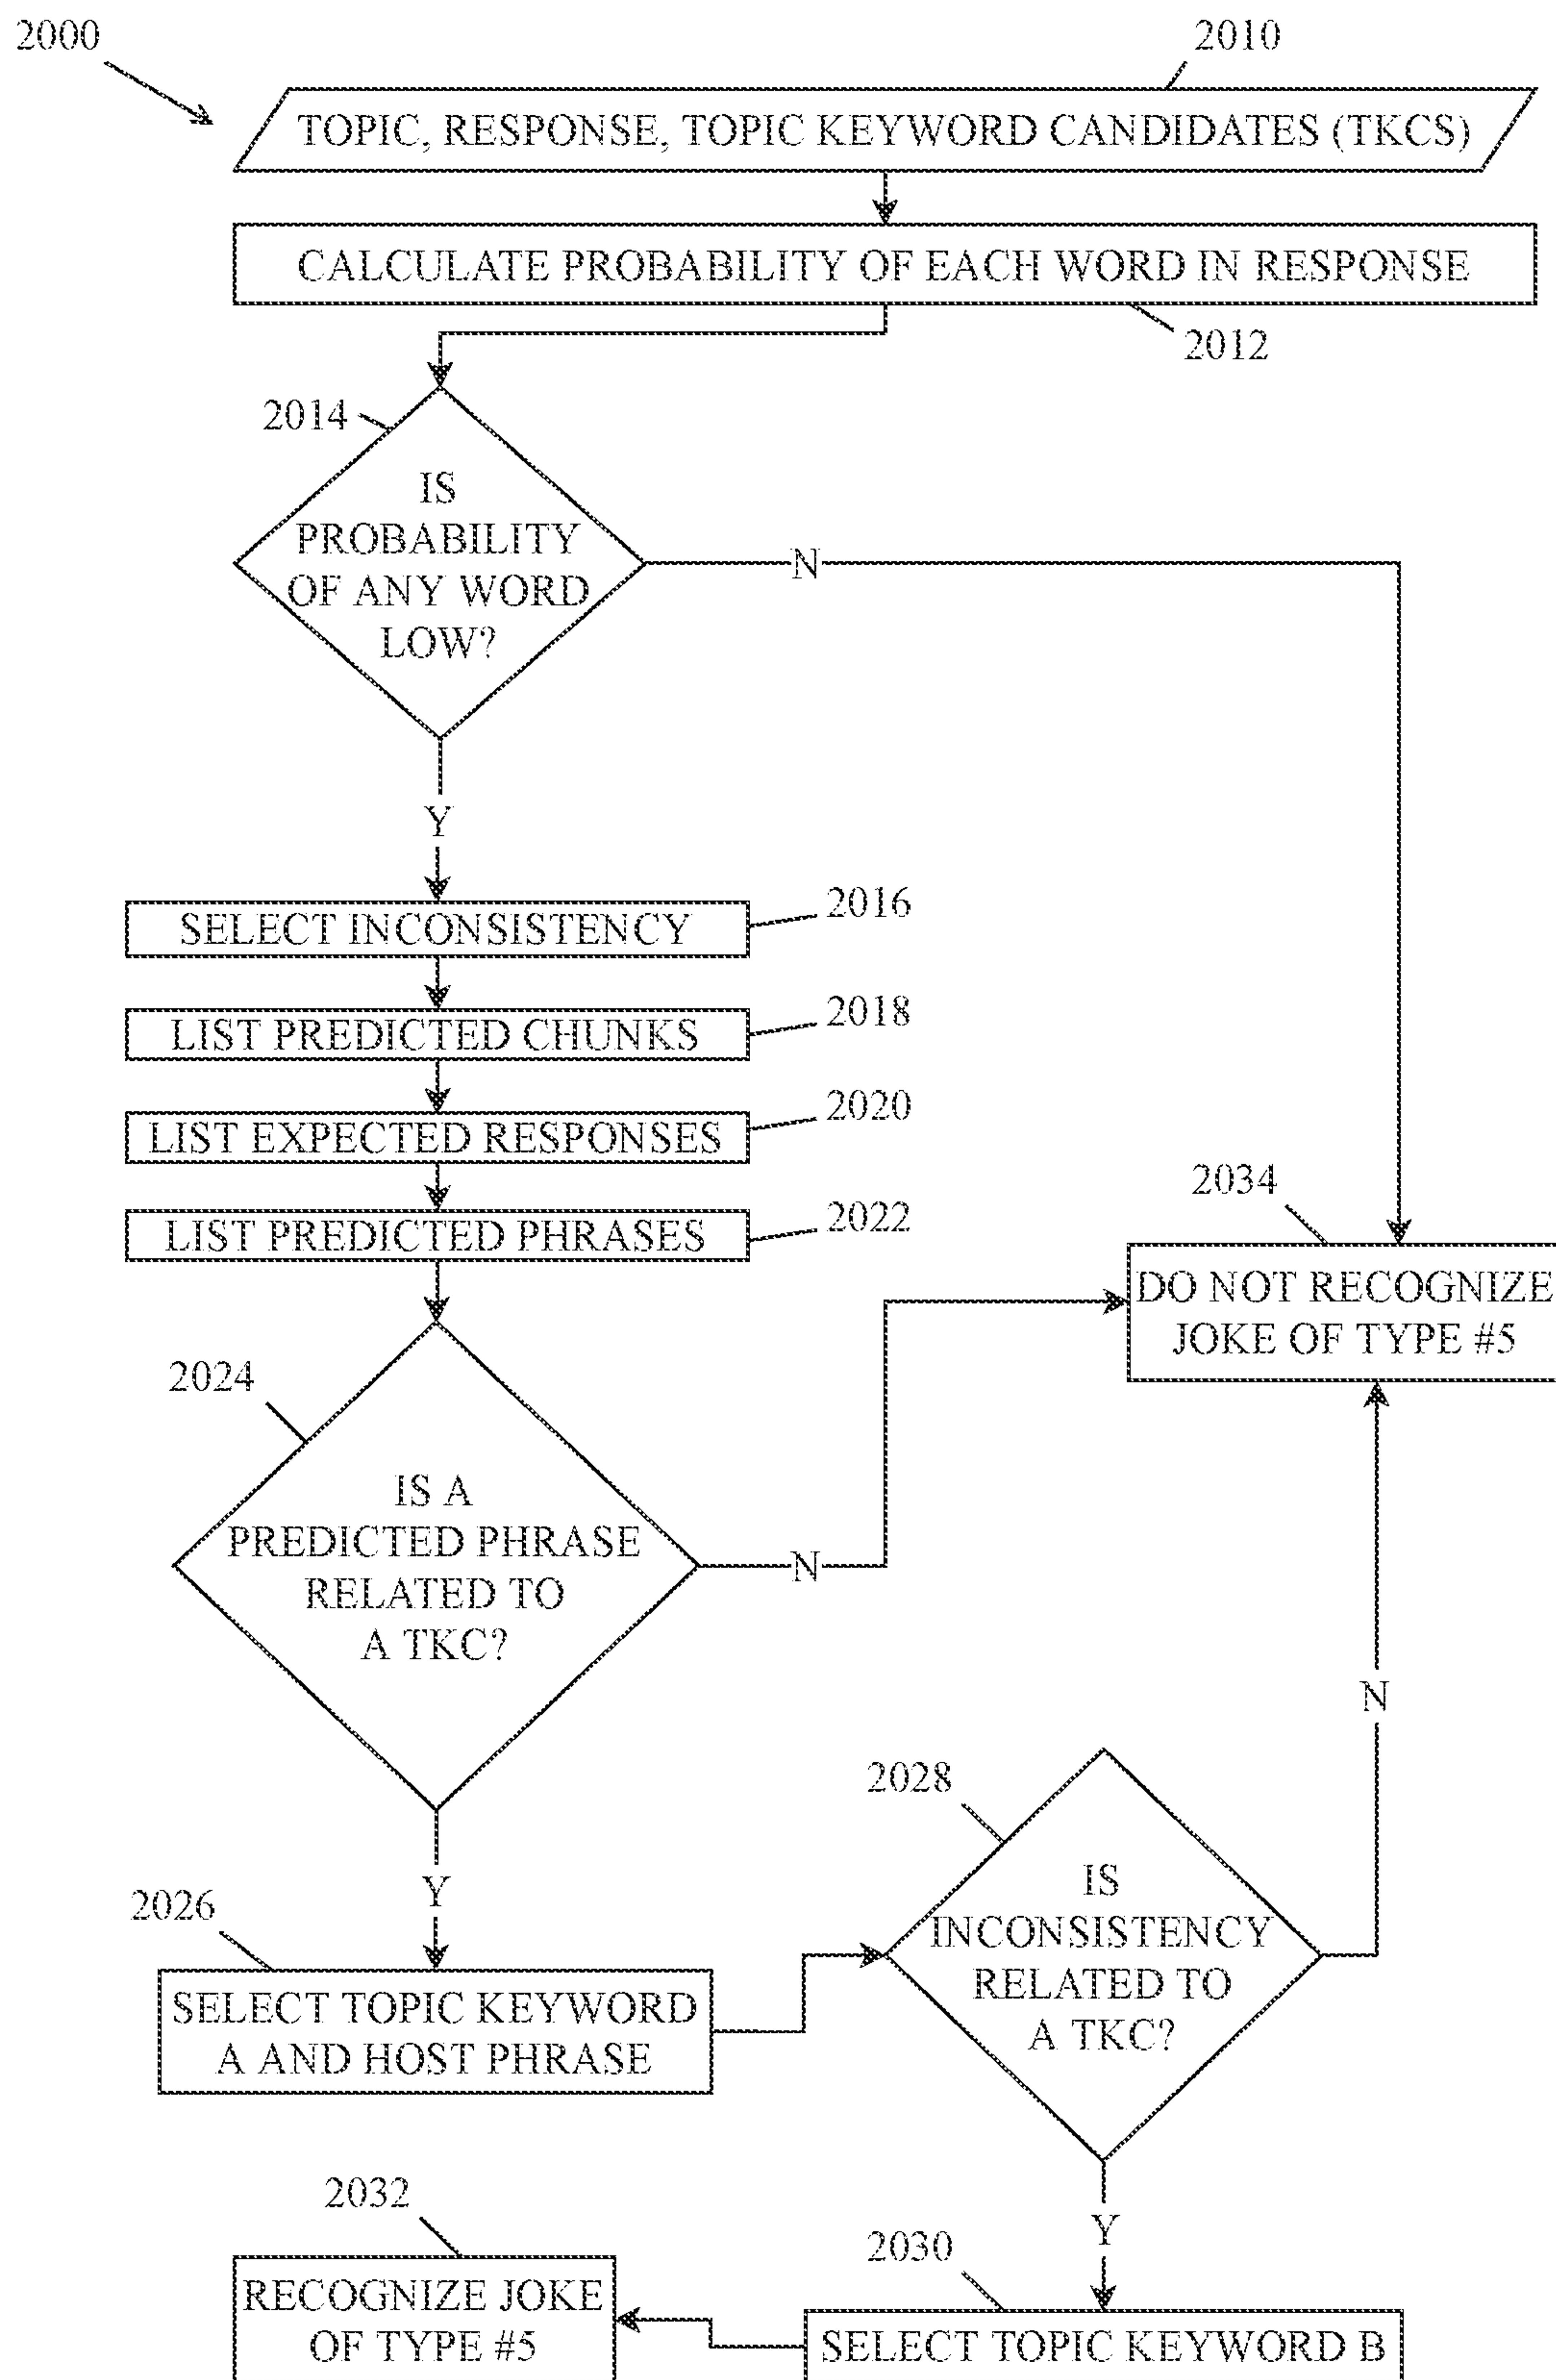 2000
2010
TOPIC, RESPONSE, TOPIC KEYWORD CANDIDATES (TKCS)
CALCULATE PROBABILITY OF EACH WORD IN RESPONSE
2012
2014
IS
PROBABILITY
OF ANY WORD
LOW?
N
Y
SELECT INCONSISTENCY
2016
LIST PREDICTED CHUNKS
2018
LIST EXPECTED RESPONSES
2020
LIST PREDICTED PHRASES
2022
2034
DO NOT RECOGNIZE
JOKE OF TYPE #5
2024
IS A
PREDICTED PHRASE
RELATED TO
A TKC?
N
Y
N
2026
SELECT TOPIC KEYWORD
A AND HOST PHRASE
2028
IS
INCONSISTENCY
RELATED TO
A TKC?
Y
2030
SELECT TOPIC KEYWORD B
2032
RECOGNIZE JOKE
OF TYPE #5